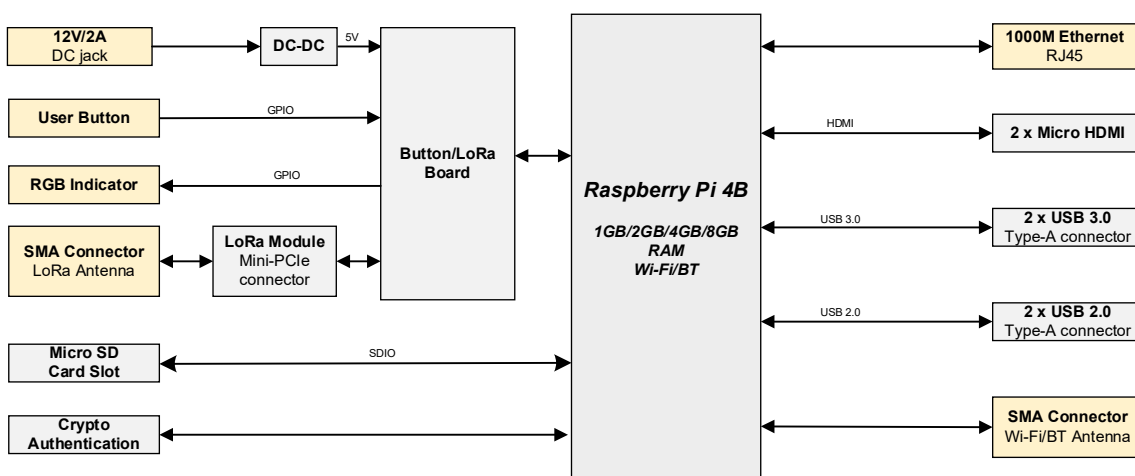 12V/2A
DC jack
DC-DC
5V
User Button
GPIO
RGB Indicator
GPIO
SMA Connector
LoRa Antenna
LoRa Module
Mini-PCIe
connector
Button/LoRa
Board
Micro SD
Card Slot
SDIO
Crypto
Authentication
Raspberry Pi 4B
1GB/2GB/4GB/8GB
RAM
Wi-Fi/BT
1000M Ethernet
RJ45
HDMI
2 x Micro HDMI
USB 3.0
2 x USB 3.0
Type-A connector
USB 2.0
2 x USB 2.0
Type-A connector
SMA Connector
Wi-Fi/BT Antenna